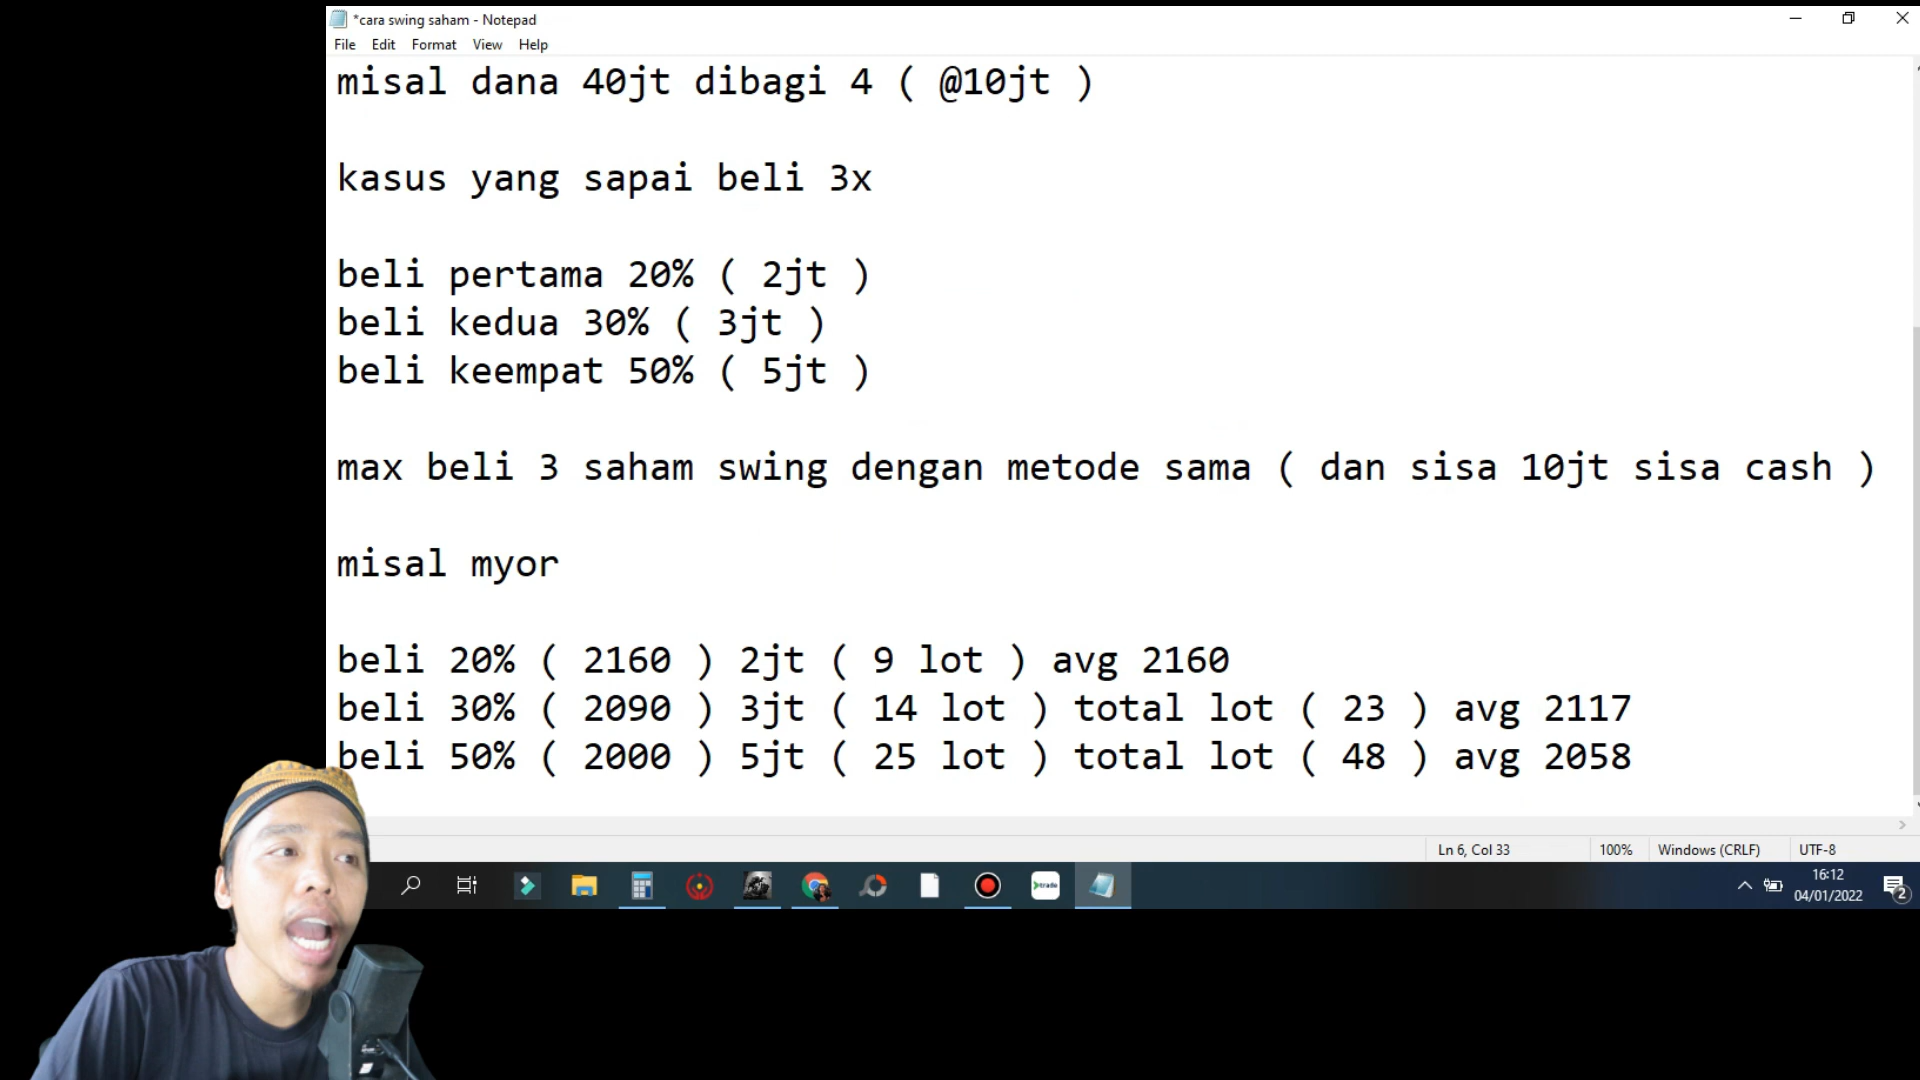 *cara swing saham - Notepad
File Edit Format View Help
misal dana 40jt dibagi 4 ( @10jt )
kasus yang sapai beli 3x
beli pertama 20% ( 2jt )
beli kedua 30% ( 3jt )
beli keempat 50% ( 5jt )
max beli 3 saham swing dengan metode sama ( dan sisa 10jt sisa cash )
misal myor
beli 20% ( 2160 ) 2jt ( 9 lot ) avg 2160
beli 30% ( 2090 ) 3jt ( 14 lot ) total lot ( 23 ) avg 2117
beli 50% ( 2000 ) 5jt ( 25 lot ) total lot ( 48 ) avg 2058
Ln 6, Col 33 100% Windows (CRLF) UTF-8
trade
16:12
04/01/2022
2